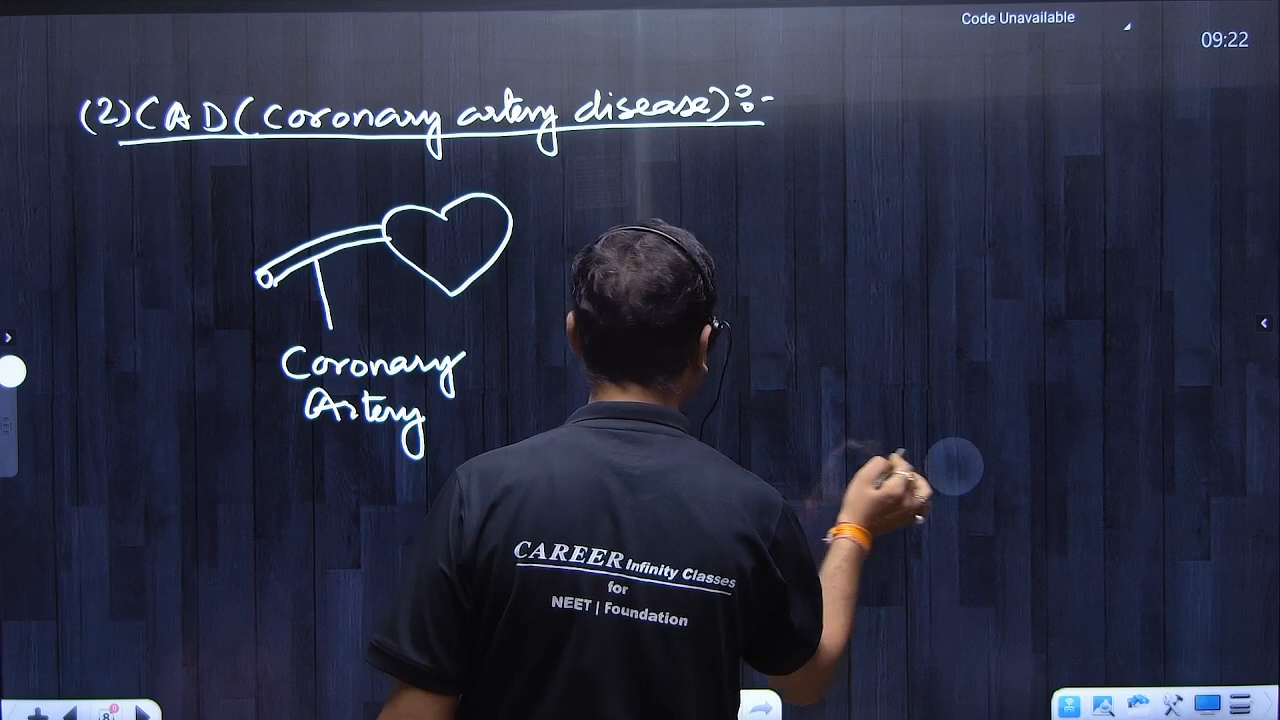 Code Unavailable
09:22
(2) CAD (Coronary artery disease) :-
Coronary
Artery
CAREER Infinity Classes
for
NEET | Foundation